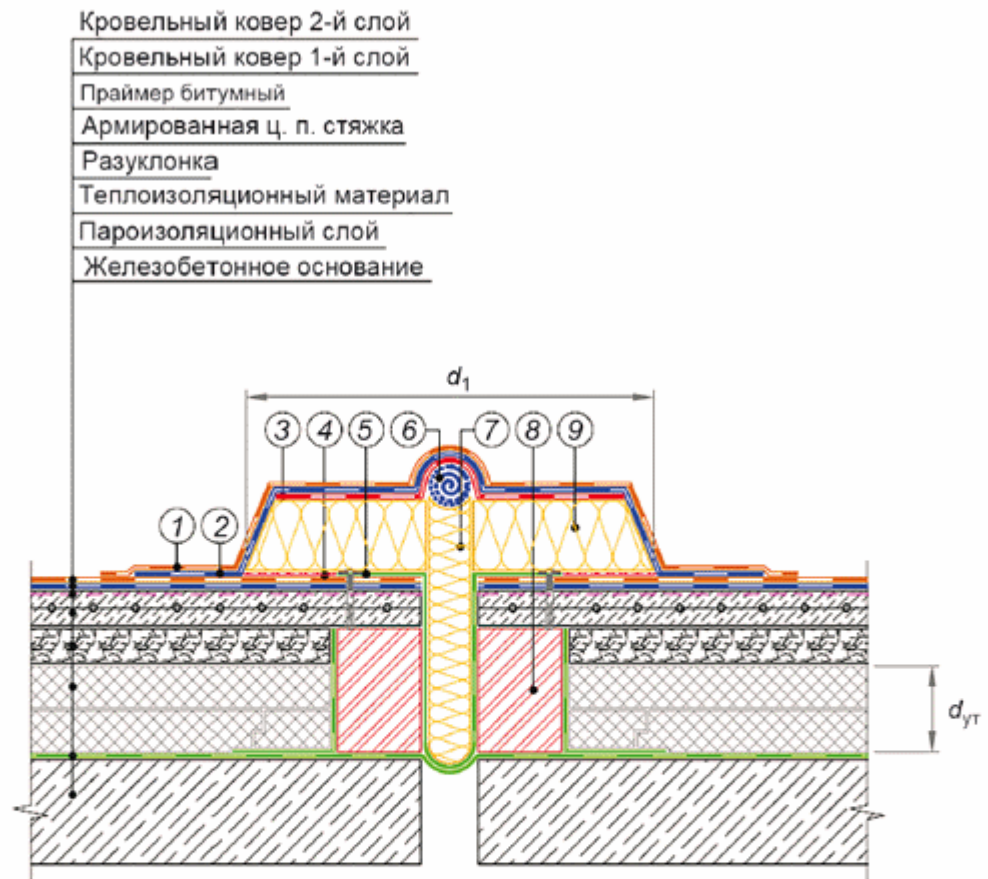 Кровельный ковер 2-й слой
Кровельный ковер 1-й слой
Праймер битумный
Армированная ц. п. стяжка
Разуклонка
Теплоизоляционный материал
Пароизоляционный слой
Железобетонное основание
d1
3 4 5 6 7 8 9
1 2
dут